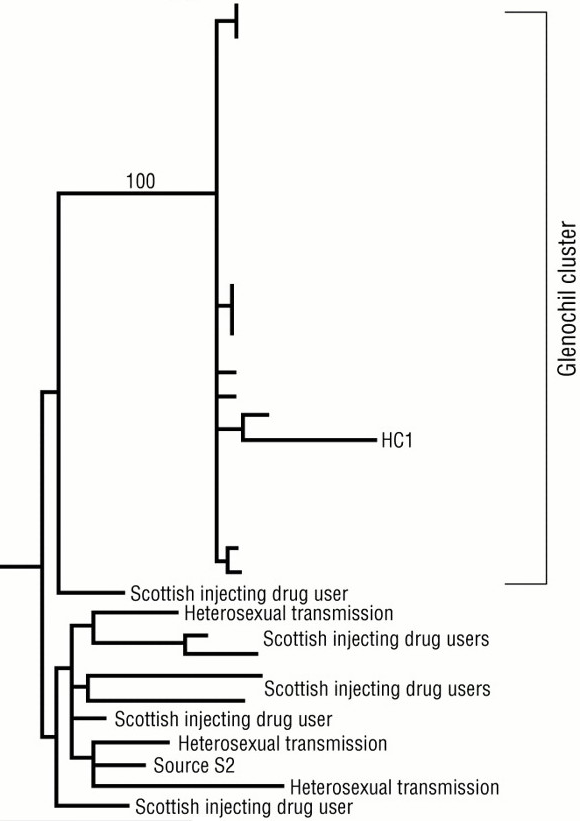 100
Glenochil cluster
HC1
Scottish injecting drug user
Heterosexual transmission
Scottish injecting drug users
Scottish injecting drug users
Scottish injecting drug user
Heterosexual transmission
Source S2
Heterosexual transmission
Scottish injecting drug user